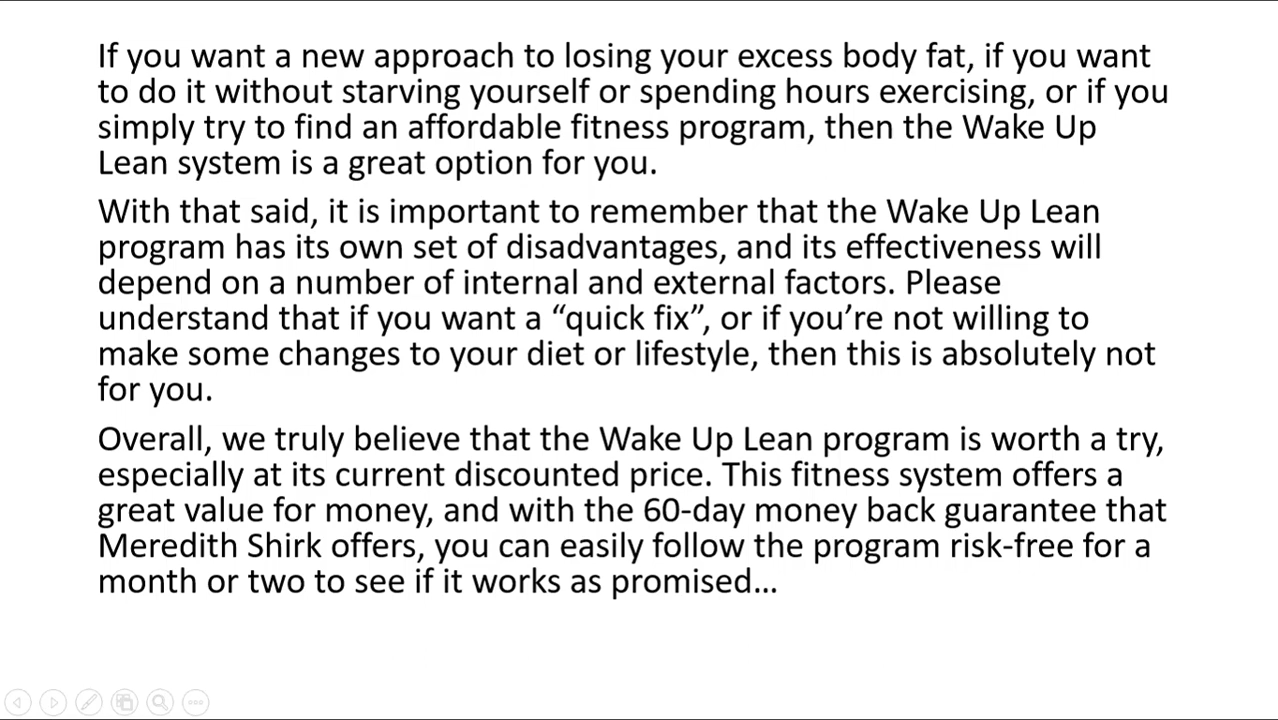 If you want a new approach to losing your excess body fat, if you want
to do it without starving yourself or spending hours exercising, or if you
simply try to find an affordable fitness program, then the Wake Up
Lean system is a great option for you.
With that said, it is important to remember that the Wake Up Lean
program has its own set of disadvantages, and its effectiveness will
depend on a number of internal and external factors. Please
understand that if you want a “quick fix”, or if you’re not willing to
make some changes to your diet or lifestyle, then this is absolutely not
for you.
Overall, we truly believe that the Wake Up Lean program is worth a try,
especially at its current discounted price. This fitness system offers a
great value for money, and with the 60-day money back guarantee that
Meredith Shirk offers, you can easily follow the program risk-free for a
month or two to see if it works as promised…